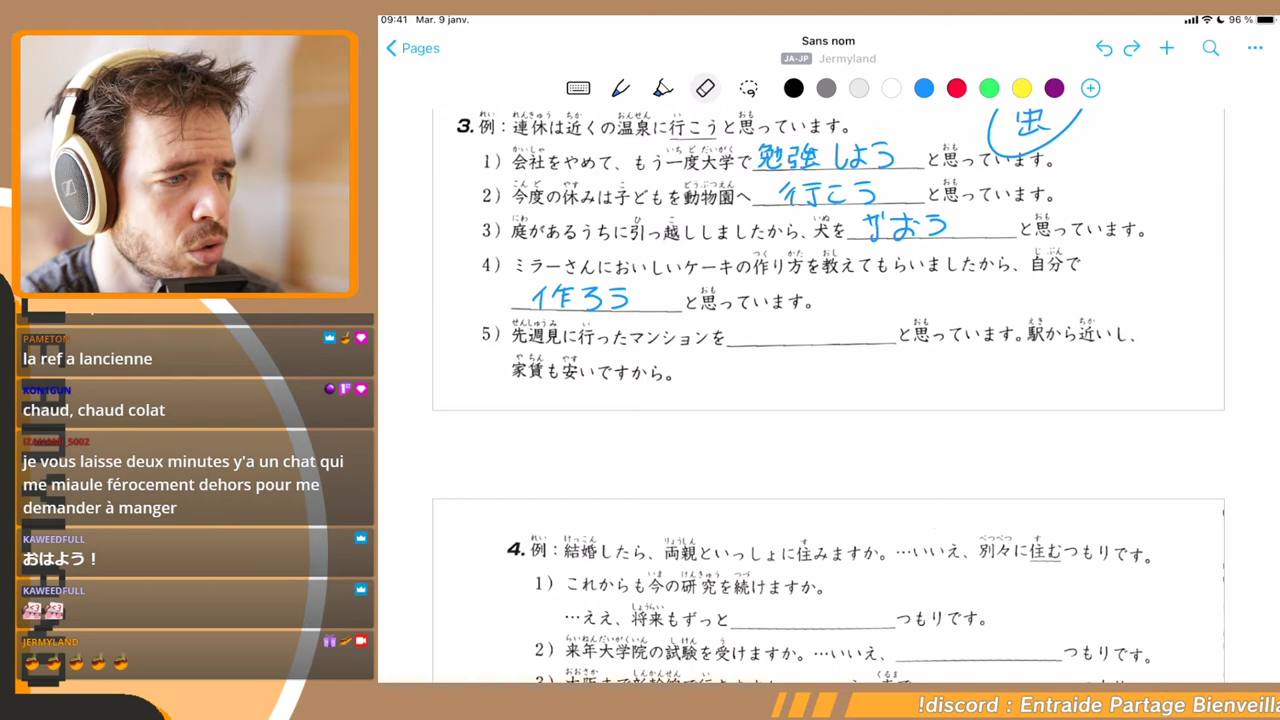 09:41 Mar. 9 janv.
96 %
Pages
Sans nom
JA-JP Jermyland
3. 例：連休は近くの温泉に行こうと思っています。
虫
1) 会社をやめて、もう一度大学で 勉強しよう と思っています。
2) 今度の休みは子どもを動物園へ 行こう と思っています。
3) 庭があるうちに引っ越ししましたから、犬を おう と思っています。
4) ミラーさんにおいしいケーキの作り方を教えてもらいましたから、自分で
作ろう と思っています。
5) 先週見に行ったマンションを と思っています。駅から近いし、
家賃も安いですから。
4. 例：結婚したら、両親といっしょに住みますか。…いいえ、別々に住むつもりです。
1) これからも今の研究を続けますか。
…ええ、将来もずっと つもりです。
2) 来年大学院の試験を受けますか。…いいえ、 つもりです。
PAMETON
la ref a lancienne
KON1GUN
chaud, chaud colat
je vous laisse deux minutes y'a un chat qui
me miaule férocement dehors pour me
demander à manger
KAWEEDFULL
おはよう！
KAWEEDFULL
JERMYLAND
!discord : Entraide Partage Bienveilla